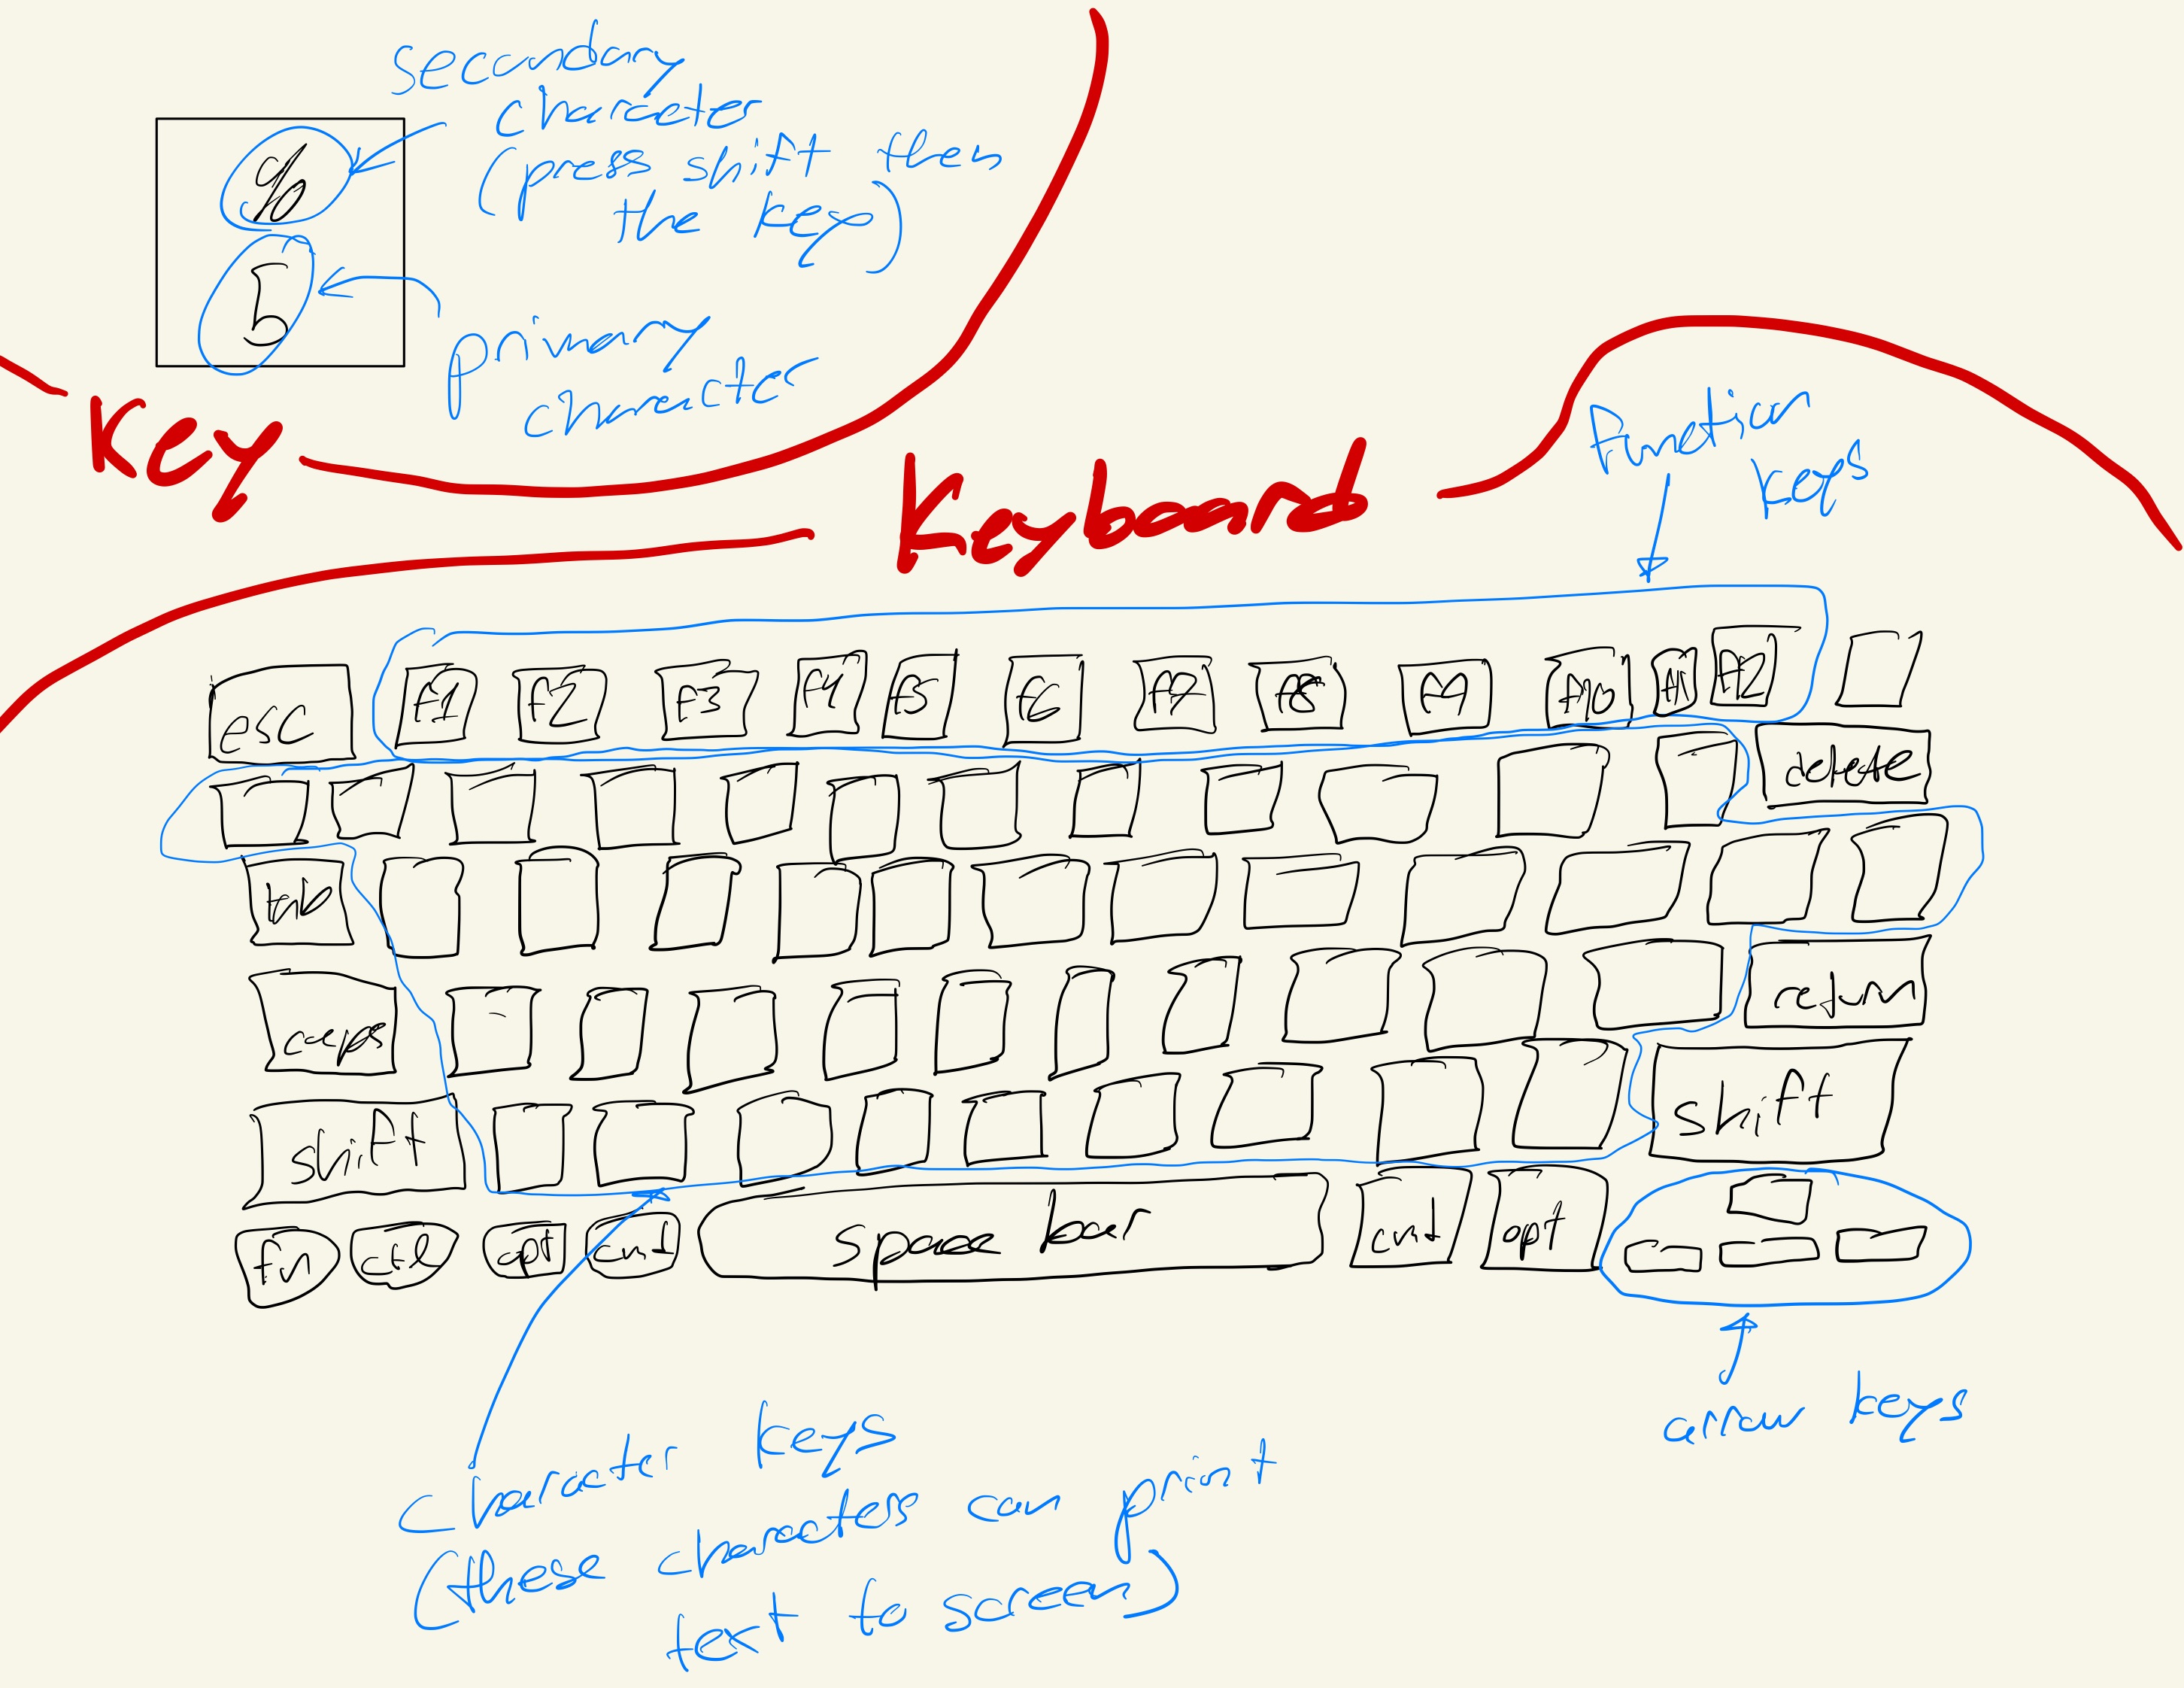 secondary
character
(press shift then
the key)
%
5
primary
character
Key
Keyboard
function
keys
esc F1 F2 F3 F4 F5 F6 F7 F8 F9 F10 F11 F12
delete
tab
caps return
shift shift
fn ctl opt cmd space bar cmd opt
arrow keys
Character keys
(these characters can print
text to screen)